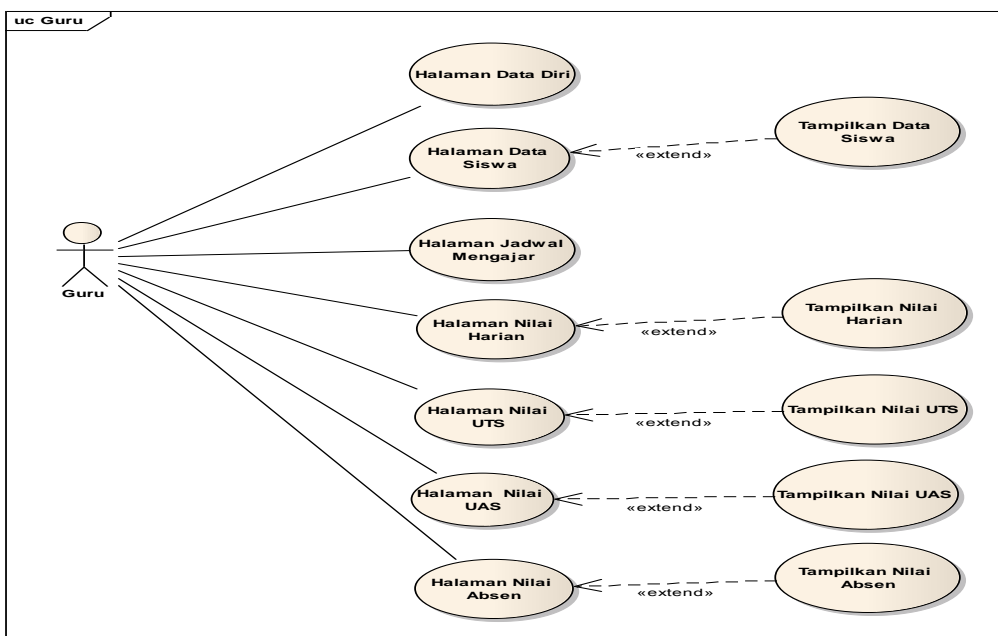 uc Guru
Halaman Data Diri
Halaman Data
Siswa
«extend»
Tampilkan Data
Siswa
Guru
Halaman Jadwal
Mengajar
Halaman Nilai
Harian
«extend»
Tampilkan Nilai
Harian
Halaman Nilai
UTS
«extend»
Tampilkan Nilai UTS
Halaman Nilai
UAS
«extend»
Tampilkan Nilai UAS
Halaman Nilai
Absen
«extend»
Tampilkan Nilai
Absen